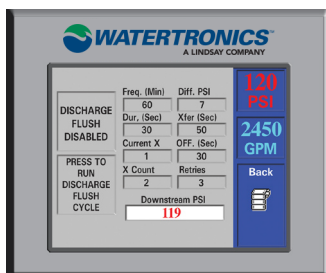 WATERTRONICS
A LINDSAY COMPANY
DISCHARGE
FLUSH
DISABLED
PRESS TO
RUN
DISCHARGE
FLUSH
CYCLE
Freq. (Min) Diff. PSI
60 7
Dur, (Sec) Xfer (Sec)
30 50
Current X OFF. (Sec)
1 30
X Count Retries
2 3
Downstream PSI
119
120
PSI
2450
GPM
Back